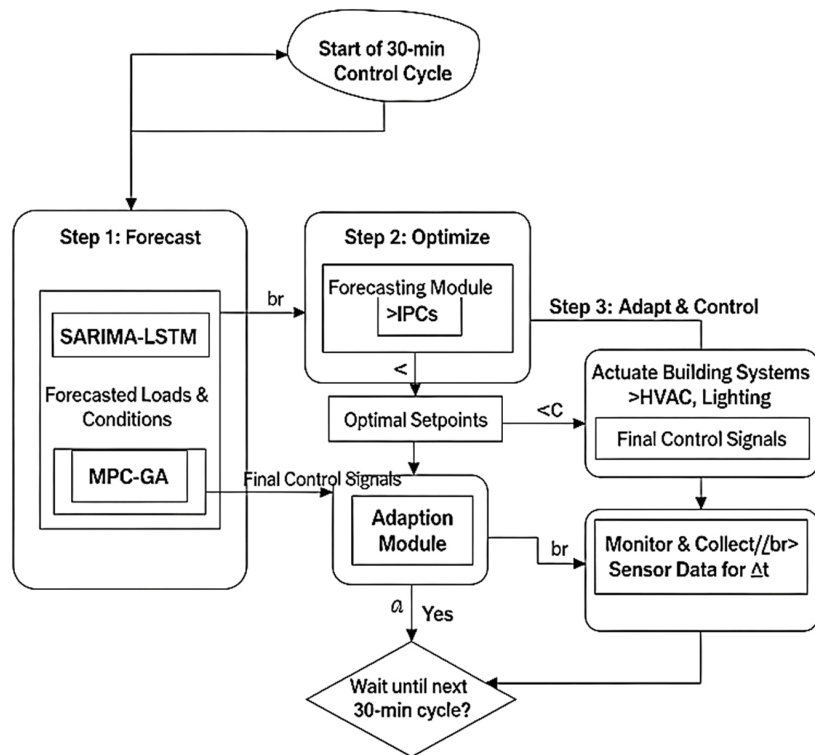 Start of 30-min
Control Cycle
Step 1: Forecast
SARIMA-LSTM
Forecasted Loads &
Conditions
MPC-GA
br
Step 2: Optimize
Forecasting Module
>IPCs
<
Optimal Setpoints
<C
Step 3: Adapt & Control
Actuate Building Systems
>HVAC, Lighting
Final Control Signals
Final Control Signals
Adaption
Module
br
Monitor & Collect//br>
Sensor Data for Δt
a Yes
Wait until next
30-min cycle?